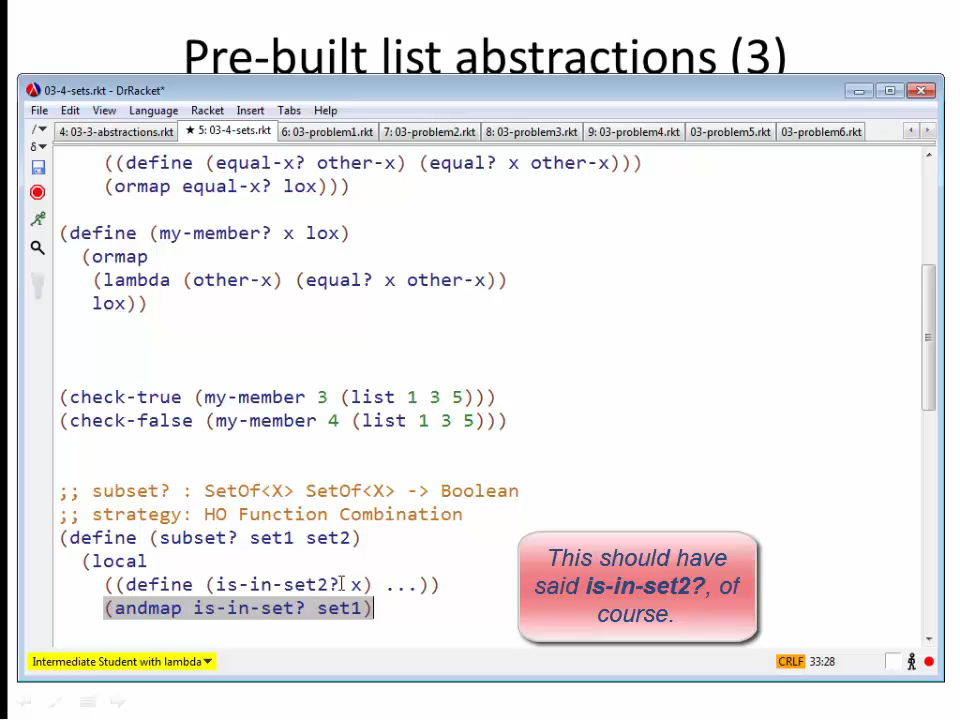 Pre-built list abstractions (3)
03-4-sets.rkt - DrRacket*
File Edit View Language Racket Insert Tabs Help
4: 03-3-abstractions.rkt ★ 5: 03-4-sets.rkt 6: 03-problem1.rkt 7: 03-problem2.rkt 8: 03-problem3.rkt 9: 03-problem4.rkt 03-problem5.rkt 03-problem6.rkt
((define (equal-x? other-x) (equal? x other-x)))
(ormap equal-x? lox)))
(define (my-member? x lox)
(ormap
(lambda (other-x) (equal? x other-x))
lox))
(check-true (my-member 3 (list 1 3 5)))
(check-false (my-member 4 (list 1 3 5)))
;; subset? : SetOf<X> SetOf<X> -> Boolean
;; strategy: HO Function Combination
(define (subset? set1 set2)
(local
((define (is-in-set2? x) ...))
(andmap is-in-set? set1)
This should have
said is-in-set2?, of
course.
Intermediate Student with lambda CRLF 33:28